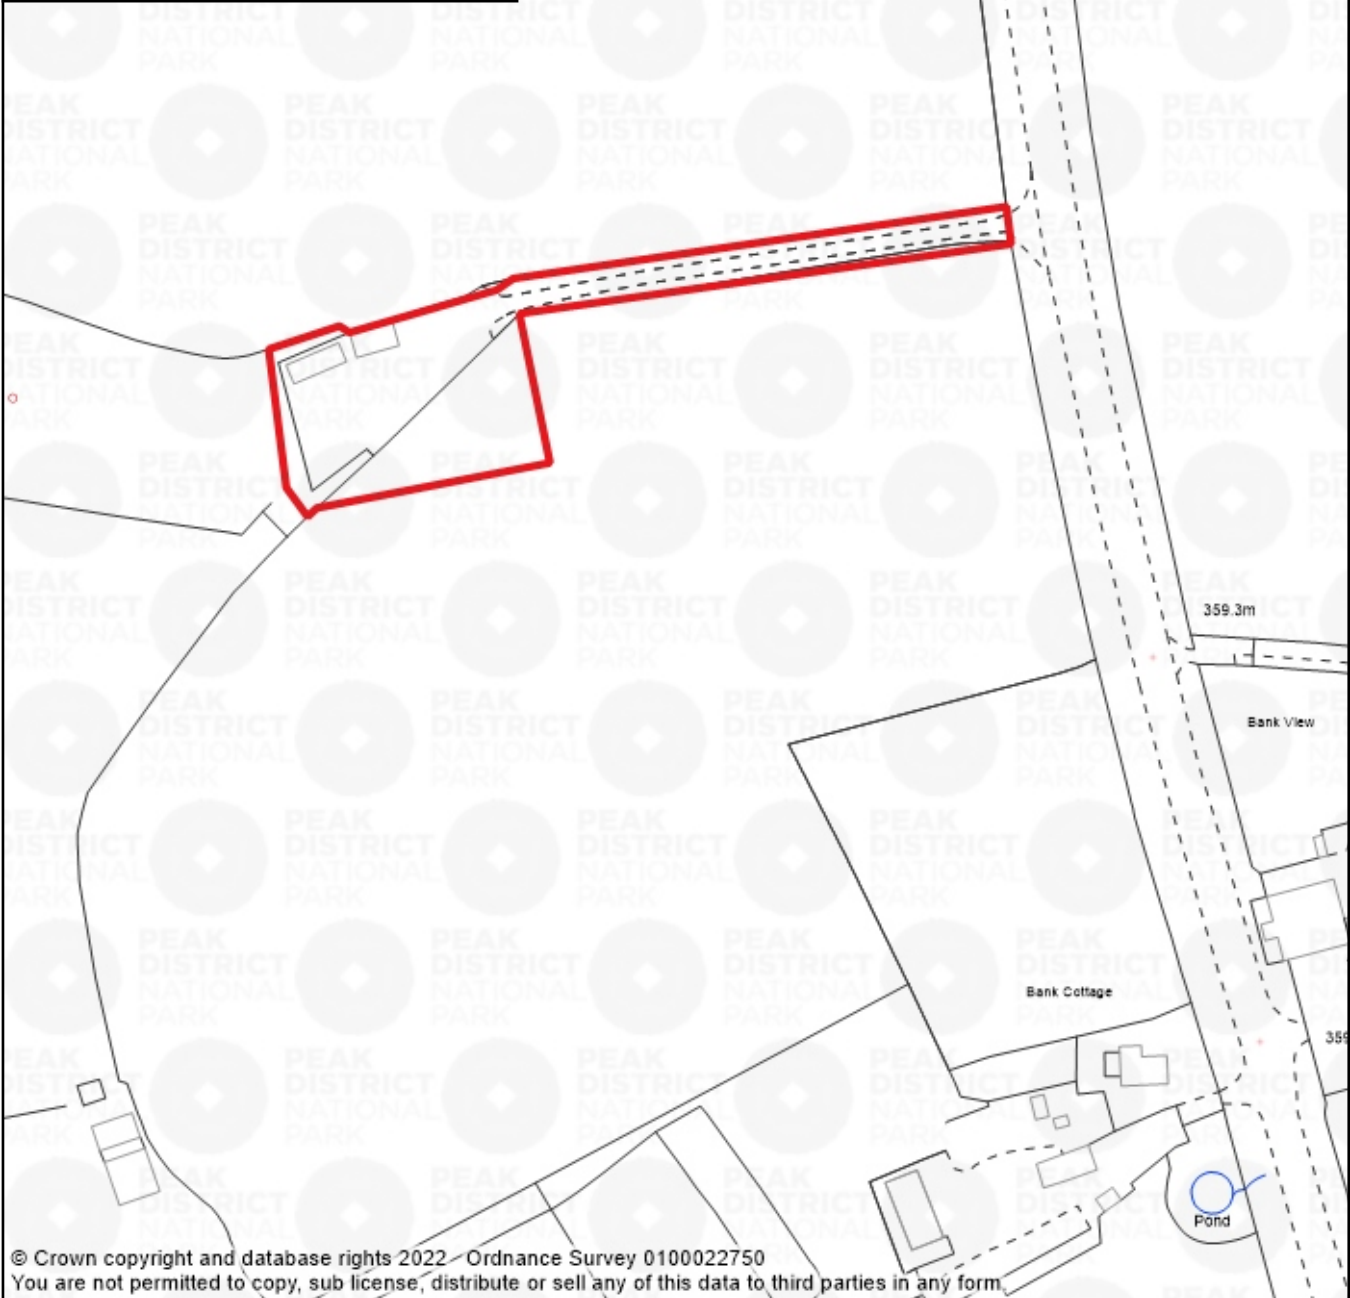 359.3m
Bank View
Bank Cottage
359
Pond
© Crown copyright and database rights 2022 - Ordnance Survey 0100022750
You are not permitted to copy, sub license, distribute or sell any of this data to third parties in any form
PEAK
DISTRICT
NATIONAL
PARK